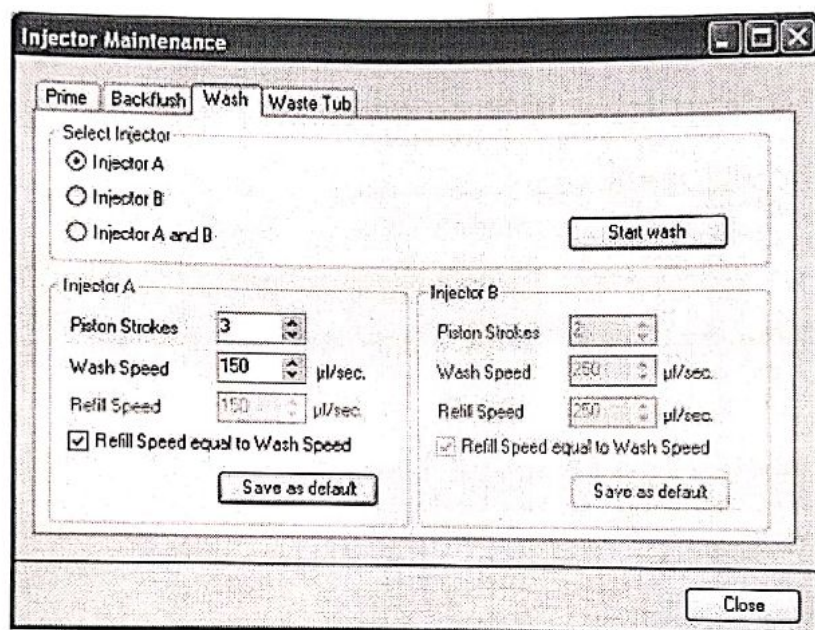 Injector Maintenance
Prime Backflush Wash Waste Tub
Select Injector
Injector A
Injector B
Injector A and B
Start wash
Injector A
Piston Strokes 3
Wash Speed 150 µl/sec.
Refill Speed 150 µl/sec.
Refill Speed equal to Wash Speed
Save as default
Injector B
Piston Strokes 2
Wash Speed 250 µl/sec.
Refill Speed 250 µl/sec.
Refill Speed equal to Wash Speed
Save as default
Close